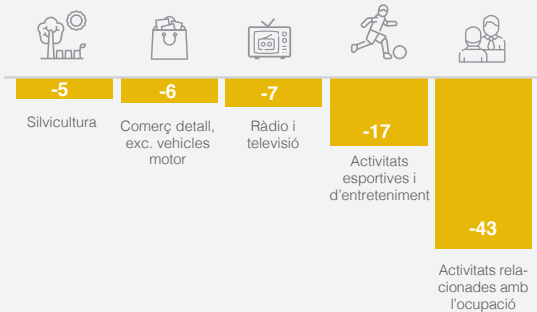 -5
Silvicultura
-6
Comerç detall,
exc. vehicles
motor
-7
Ràdio i
televisió
-17
Activitats
esportives i
d'entreteniment
-43
Activitats rela-
cionades amb
l'ocupació